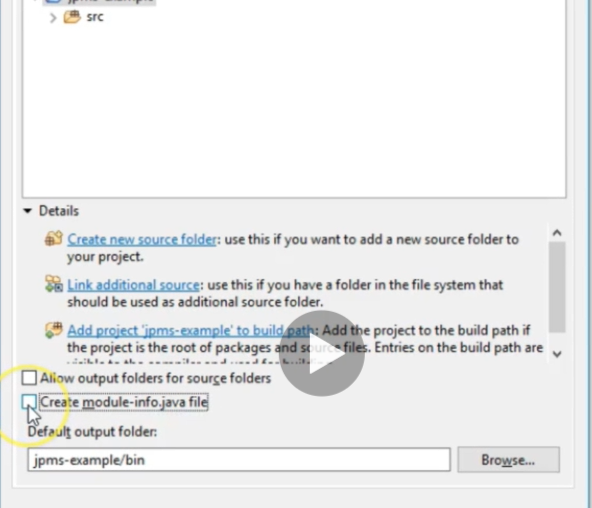 jpms-example
src
Details
Create new source folder: use this if you want to add a new source folder to
your project.
Link additional source: use this if you have a folder in the file system that
should be used as additional source folder.
Add project 'jpms-example' to build path: Add the project to the build path if
the project is the root of packages and source files. Entries on the build path are
Allow output folders for source folders
Create module-info.java file
Default output folder:
jpms-example/bin
Browse...